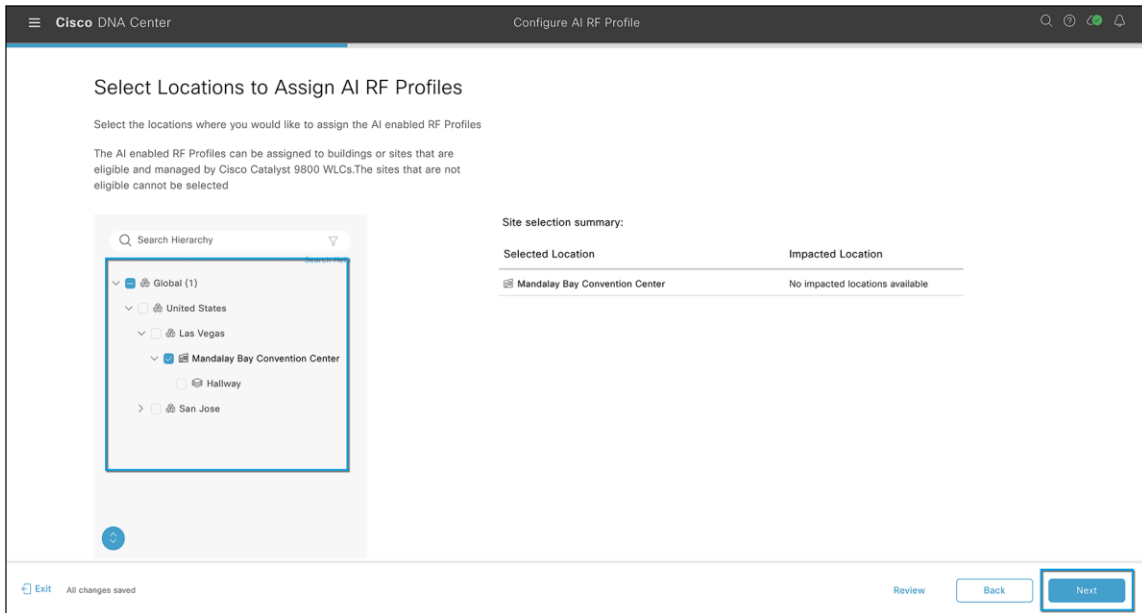 Cisco DNA Center
Configure AI RF Profile
Select Locations to Assign AI RF Profiles
Select the locations where you would like to assign the AI enabled RF Profiles
The AI enabled RF Profiles can be assigned to buildings or sites that are
eligible and managed by Cisco Catalyst 9800 WLCs.The sites that are not
eligible cannot be selected
Search Hierarchy
Search Help
Global (1)
United States
Las Vegas
Mandalay Bay Convention Center
Hallway
San Jose
Site selection summary:
Selected Location Impacted Location
Mandalay Bay Convention Center No impacted locations available
Exit All changes saved
Review Back Next